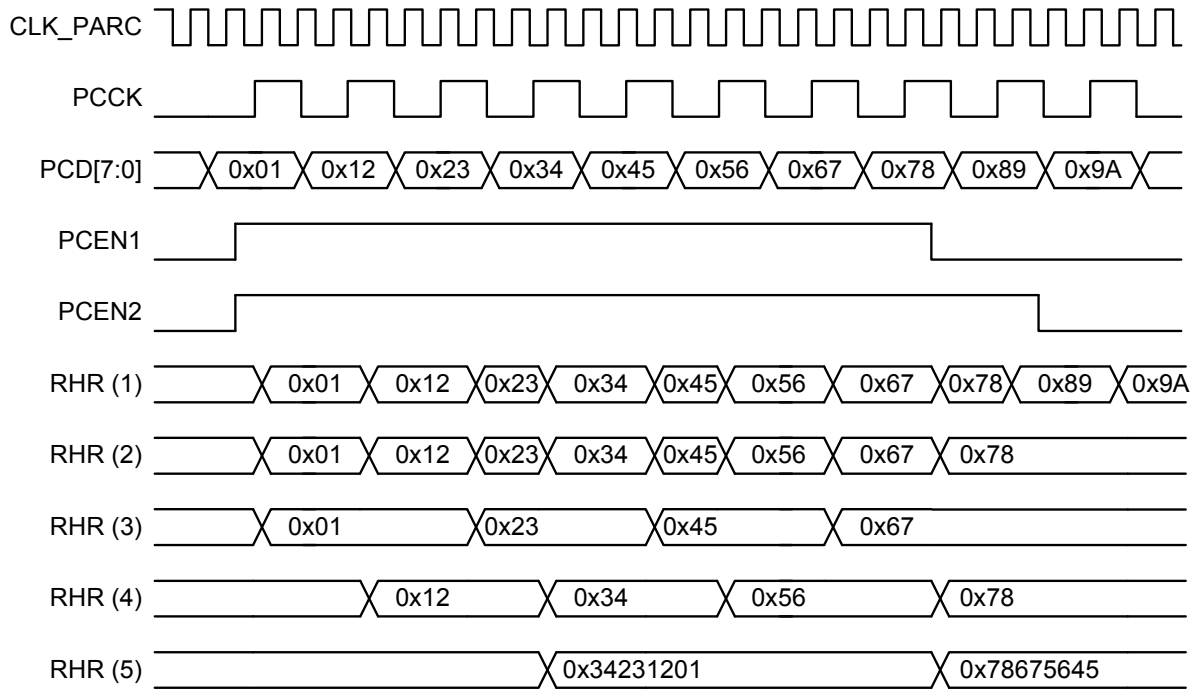 CLK_PARC
PCCK
PCD[7:0] 0x01 0x12 0x23 0x34 0x45 0x56 0x67 0x78 0x89 0x9A
PCEN1
PCEN2
RHR (1) 0x01 0x12 0x23 0x34 0x45 0x56 0x67 0x78 0x89 0x9A
RHR (2) 0x01 0x12 0x23 0x34 0x45 0x56 0x67 0x78
RHR (3) 0x01 0x23 0x45 0x67
RHR (4) 0x12 0x34 0x56 0x78
RHR (5) 0x34231201 0x78675645